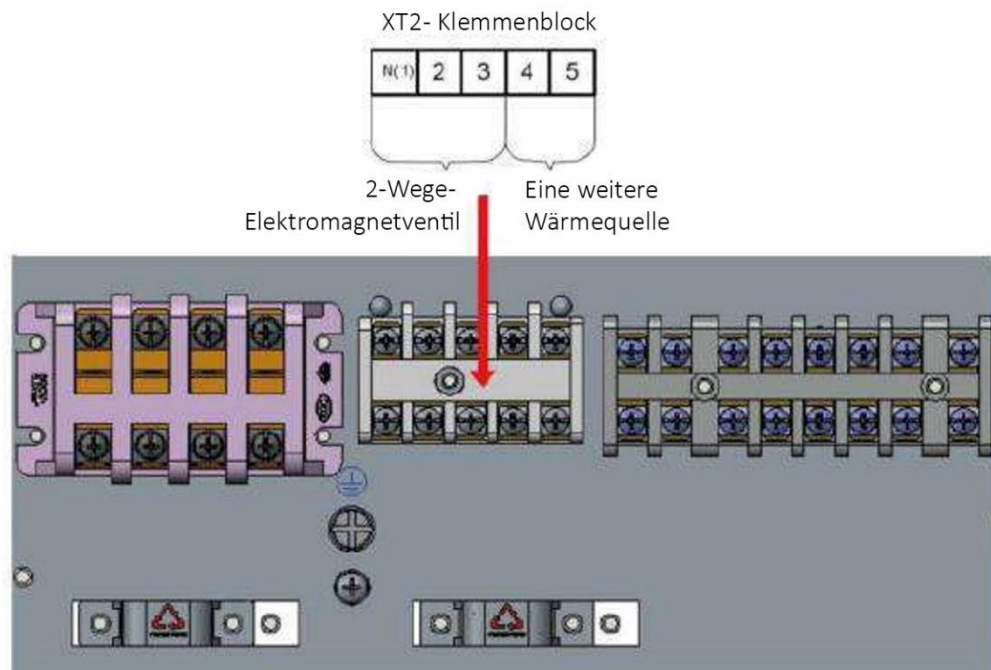 XT2- Klemmenblock
N(1) 2 3 4 5
2-Wege-
Elektromagnetventil
Eine weitere
Wärmequelle